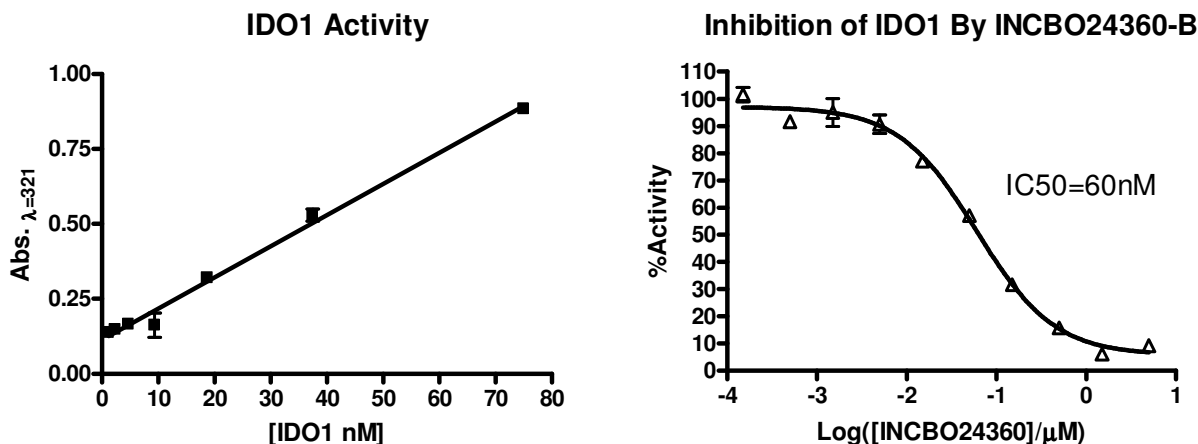 IDO1 Activity
1.00
0.75
0.50
0.25
0.00
Abs. λ=321
0 10 20 30 40 50 60 70 80
[IDO1 nM]
Inhibition of IDO1 By INCBO24360-B
110
100
90
80
70
60
50
40
30
20
10
0
%Activity
IC50=60nM
-4 -3 -2 -1 0 1
Log([INCBO24360]/μM)